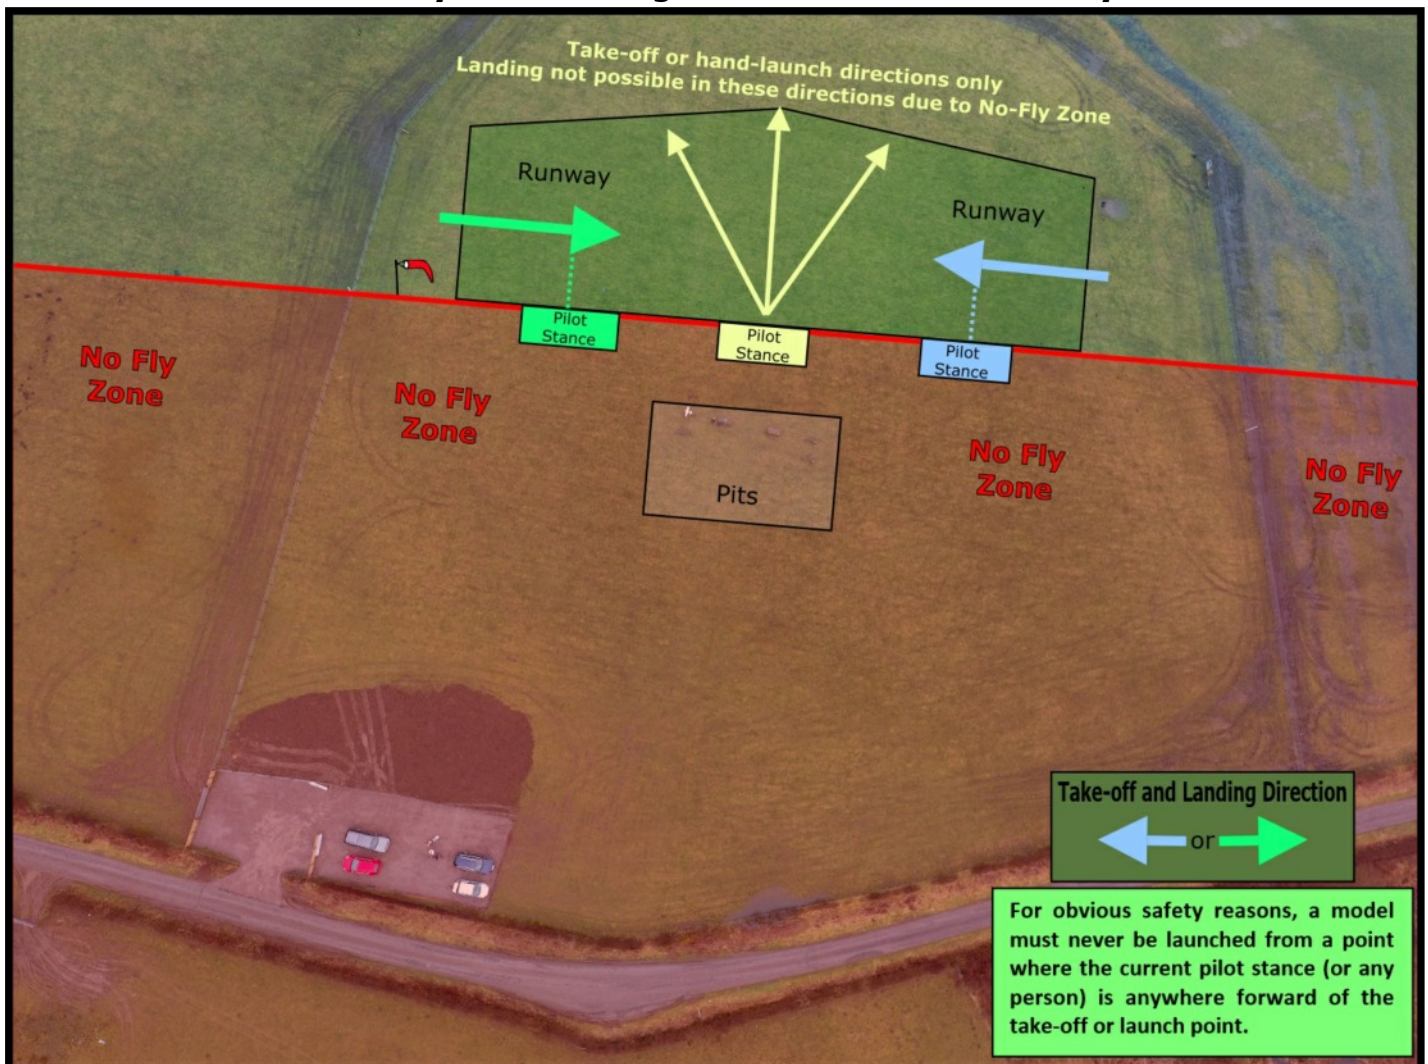 Take-off or hand-launch directions only
Landing not possible in these directions due to No-Fly Zone
Runway
Runway
Pilot
Stance
Pilot
Stance
Pilot
Stance
No Fly
Zone
No Fly
Zone
No Fly
Zone
No Fly
Zone
Pits
Take-off and Landing Direction
or
For obvious safety reasons, a model
must never be launched from a point
where the current pilot stance (or any
person) is anywhere forward of the
take-off or launch point.